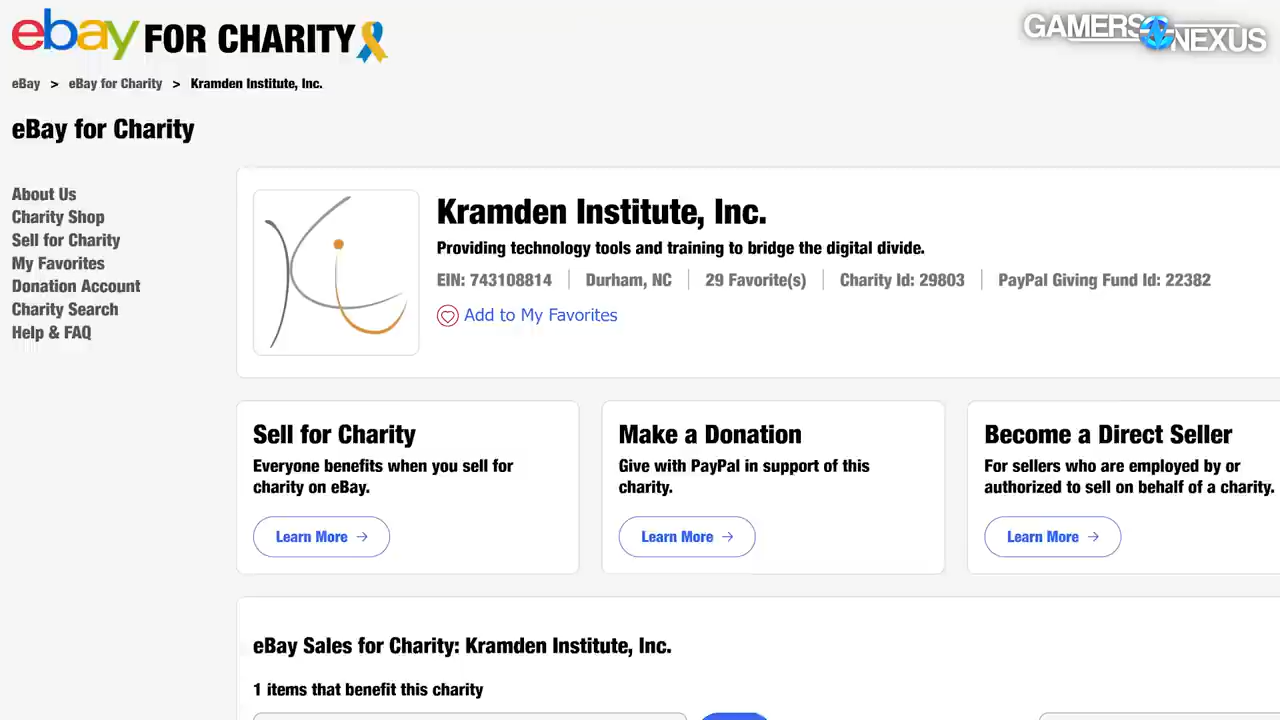 ebay FOR CHARITY
GAMERS NEXUS
eBay > eBay for Charity > Kramden Institute, Inc.
eBay for Charity
About Us
Charity Shop
Sell for Charity
My Favorites
Donation Account
Charity Search
Help & FAQ
Kramden Institute, Inc.
Providing technology tools and training to bridge the digital divide.
EIN: 743108814 | Durham, NC | 29 Favorite(s) | Charity Id: 29803 | PayPal Giving Fund Id: 22382
Add to My Favorites
Sell for Charity
Everyone benefits when you sell for
charity on eBay.
Learn More →
Make a Donation
Give with PayPal in support of this
charity.
Learn More →
Become a Direct Seller
For sellers who are employed by or
authorized to sell on behalf of a charity.
Learn More →
eBay Sales for Charity: Kramden Institute, Inc.
1 items that benefit this charity